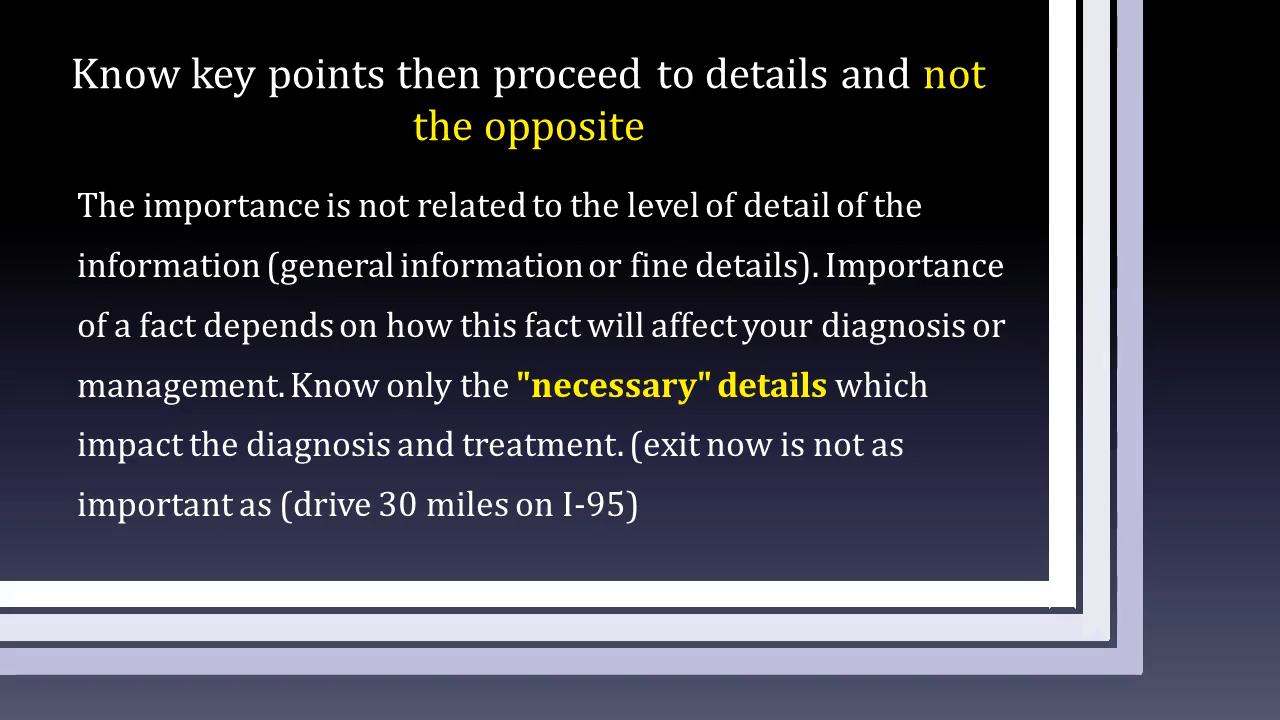 Know key points then proceed to details and not
the opposite
The importance is not related to the level of detail of the
information (general information or fine details). Importance
of a fact depends on how this fact will affect your diagnosis or
management. Know only the "necessary" details which
impact the diagnosis and treatment. (exit now is not as
important as (drive 30 miles on I-95)